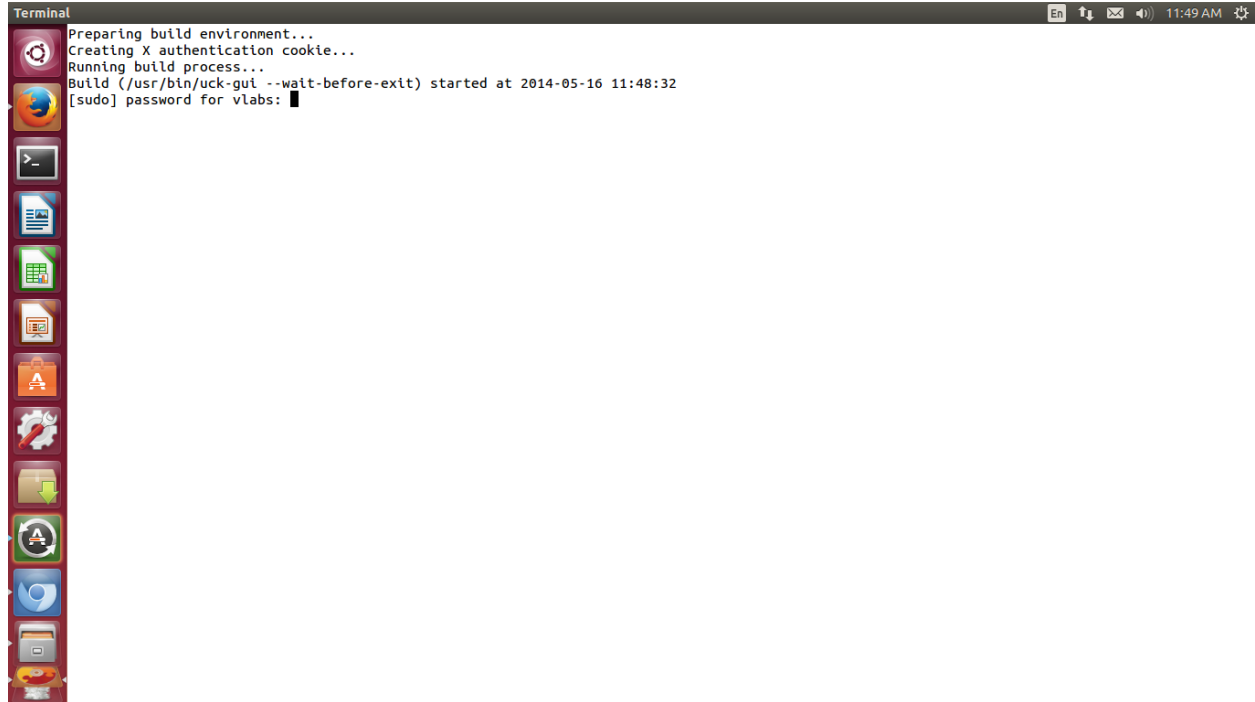 Terminal
En
11:49 AM
Preparing build environment...
Creating X authentication cookie...
Running build process...
Build (/usr/bin/uck-gui --wait-before-exit) started at 2014-05-16 11:48:32
[sudo] password for vlabs: